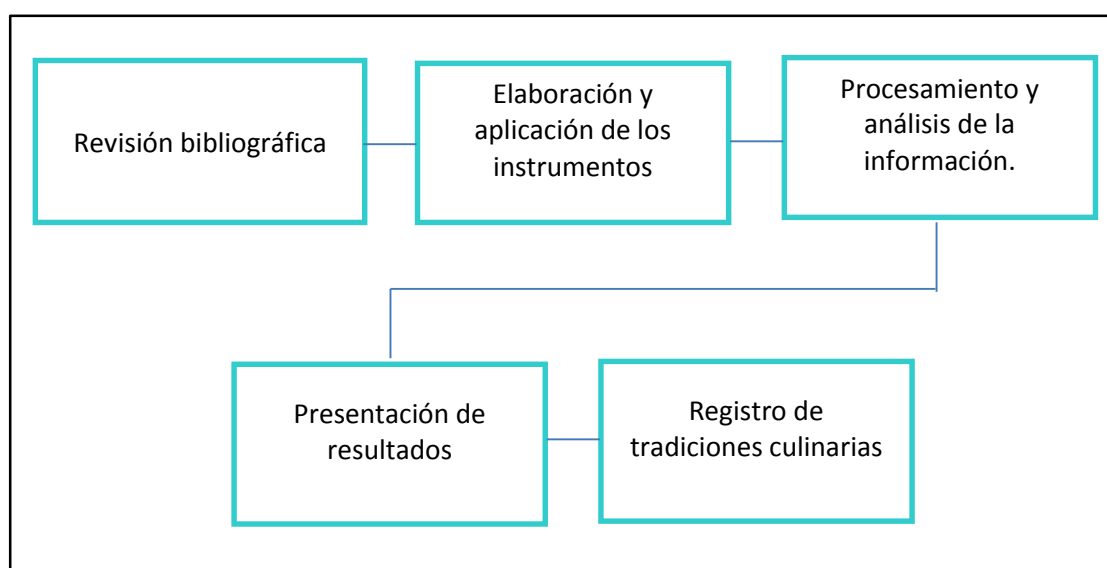 Revisión bibliográfica
Elaboración y
aplicación de los
instrumentos
Procesamiento y
análisis de la
información.
Presentación de
resultados
Registro de
tradiciones culinarias